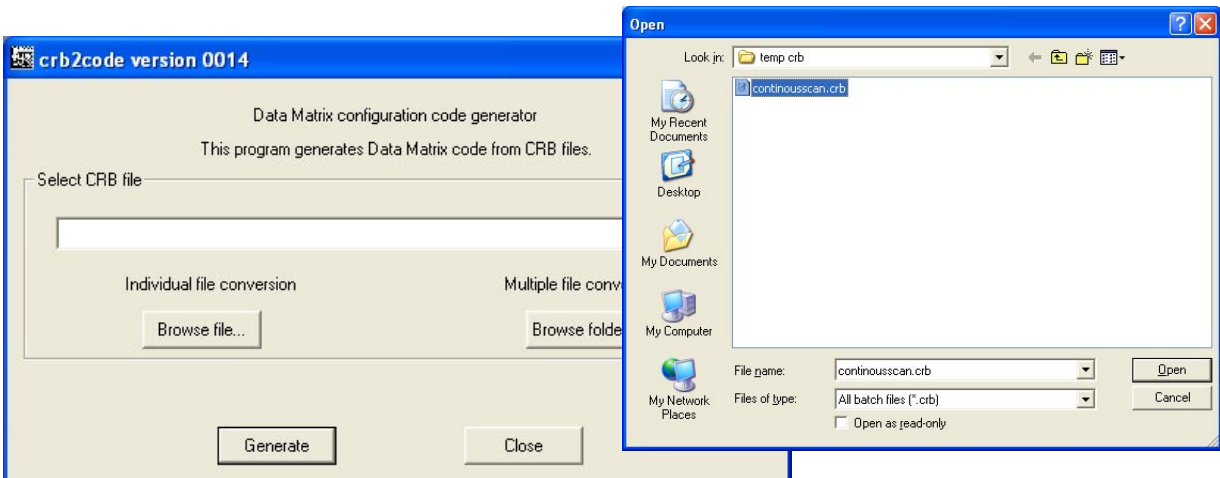 crb2code version 0014
Data Matrix configuration code generator
This program generates Data Matrix code from CRB files.
Select CRB file
Individual file conversion
Multiple file conv
Browse file...
Browse folde
Generate
Close
Open
Look in:
temp crb
continousscan.crb
My Recent
Documents
Desktop
My Documents
My Computer
My Network
Places
File name:
continousscan.crb
Open
Files of type:
All batch files (*.crb)
Cancel
Open as read-only